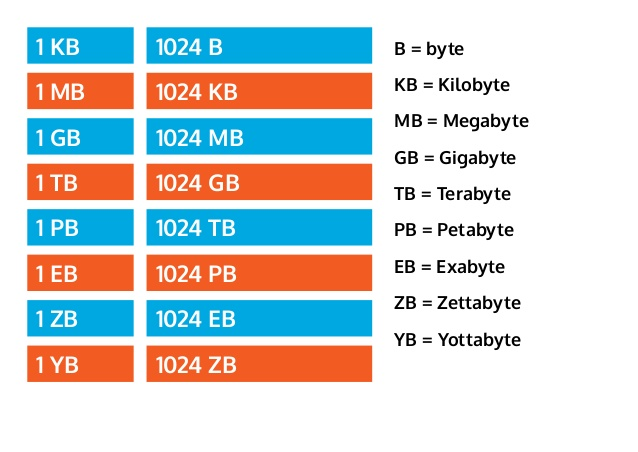 1 KB 1024 B
1 MB 1024 KB
1 GB 1024 MB
1 TB 1024 GB
1 PB 1024 TB
1 EB 1024 PB
1 ZB 1024 EB
1 YB 1024 ZB
B = byte
KB = Kilobyte
MB = Megabyte
GB = Gigabyte
TB = Terabyte
PB = Petabyte
EB = Exabyte
ZB = Zettabyte
YB = Yottabyte